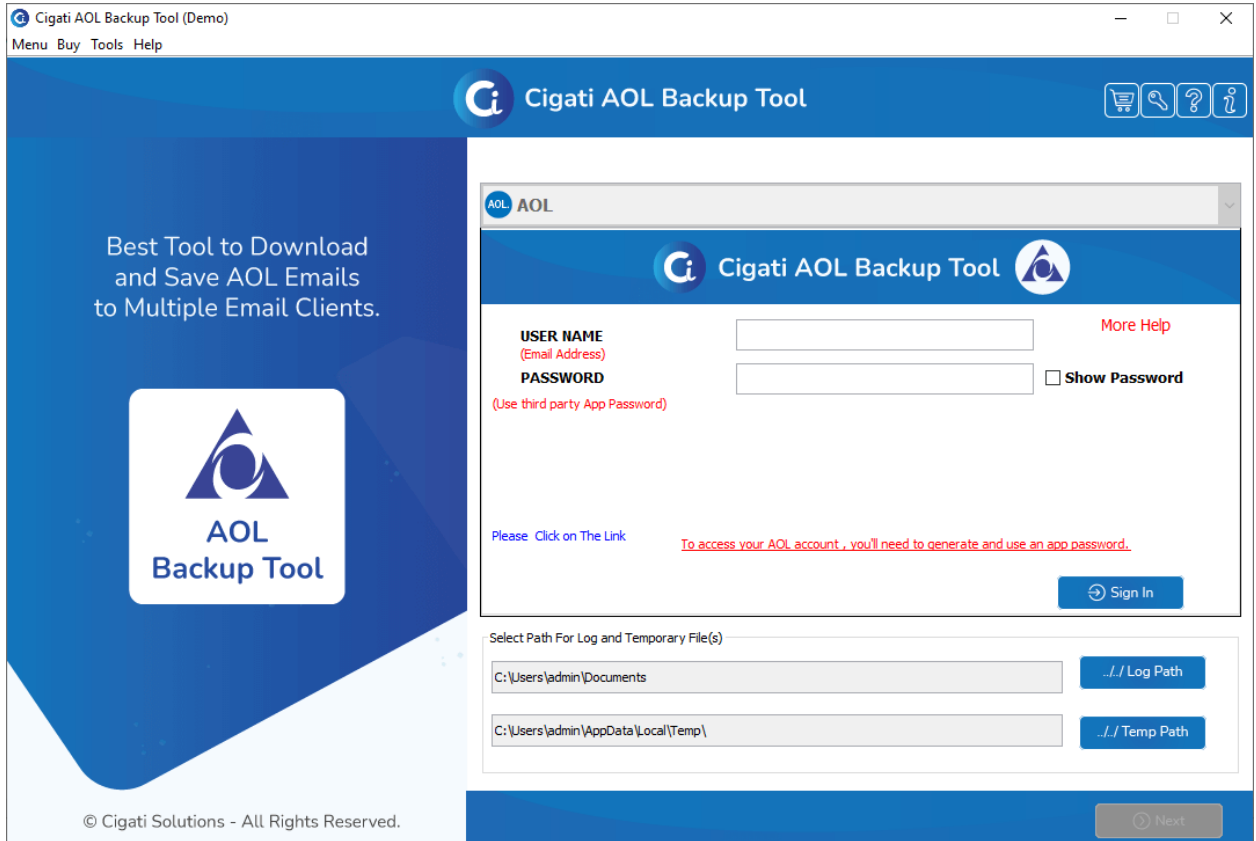 Cigati AOL Backup Tool (Demo)
Menu Buy Tools Help
Ci Cigati AOL Backup Tool
Best Tool to Download
and Save AOL Emails
to Multiple Email Clients.
AOL
Backup Tool
© Cigati Solutions - All Rights Reserved.
AOL. AOL
Ci Cigati AOL Backup Tool
USER NAME
(Email Address)
More Help
PASSWORD
Show Password
(Use third party App Password)
Please Click on The Link
To access your AOL account , you'll need to generate and use an app password.
Sign In
Select Path For Log and Temporary File(s)
C:\Users\admin\Documents
../../ Log Path
C:\Users\admin\AppData\Local\Temp\
../../ Temp Path
Next